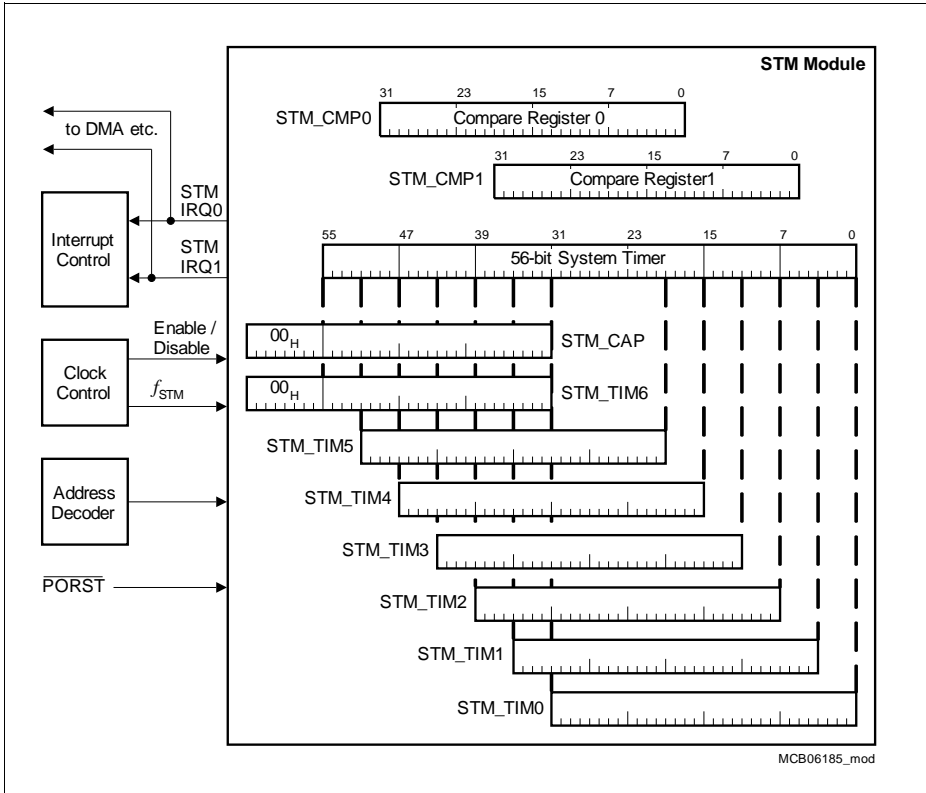 STM Module
31 23 15 7 0
STM_CMP0 Compare Register 0
31 23 15 7 0
STM_CMP1 Compare Register1
to DMA etc.
STM
IRQ0
STM
IRQ1
Interrupt
Control
55 47 39 31 23 15 7 0
56-bit System Timer
Enable /
Disable
Clock
Control
fSTM
00H STM_CAP
00H STM_TIM6
STM_TIM5
Address
Decoder
STM_TIM4
STM_TIM3
PORST
STM_TIM2
STM_TIM1
STM_TIM0
MCB06185_mod